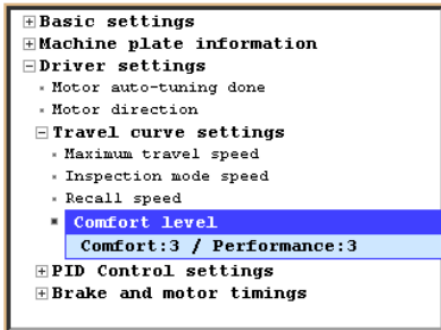 Basic settings
Machine plate information
Driver settings
Motor auto-tuning done
Motor direction
Travel curve settings
Maximum travel speed
Inspection mode speed
Recall speed
Comfort level
Comfort:3 / Performance:3
PID Control settings
Brake and motor timings